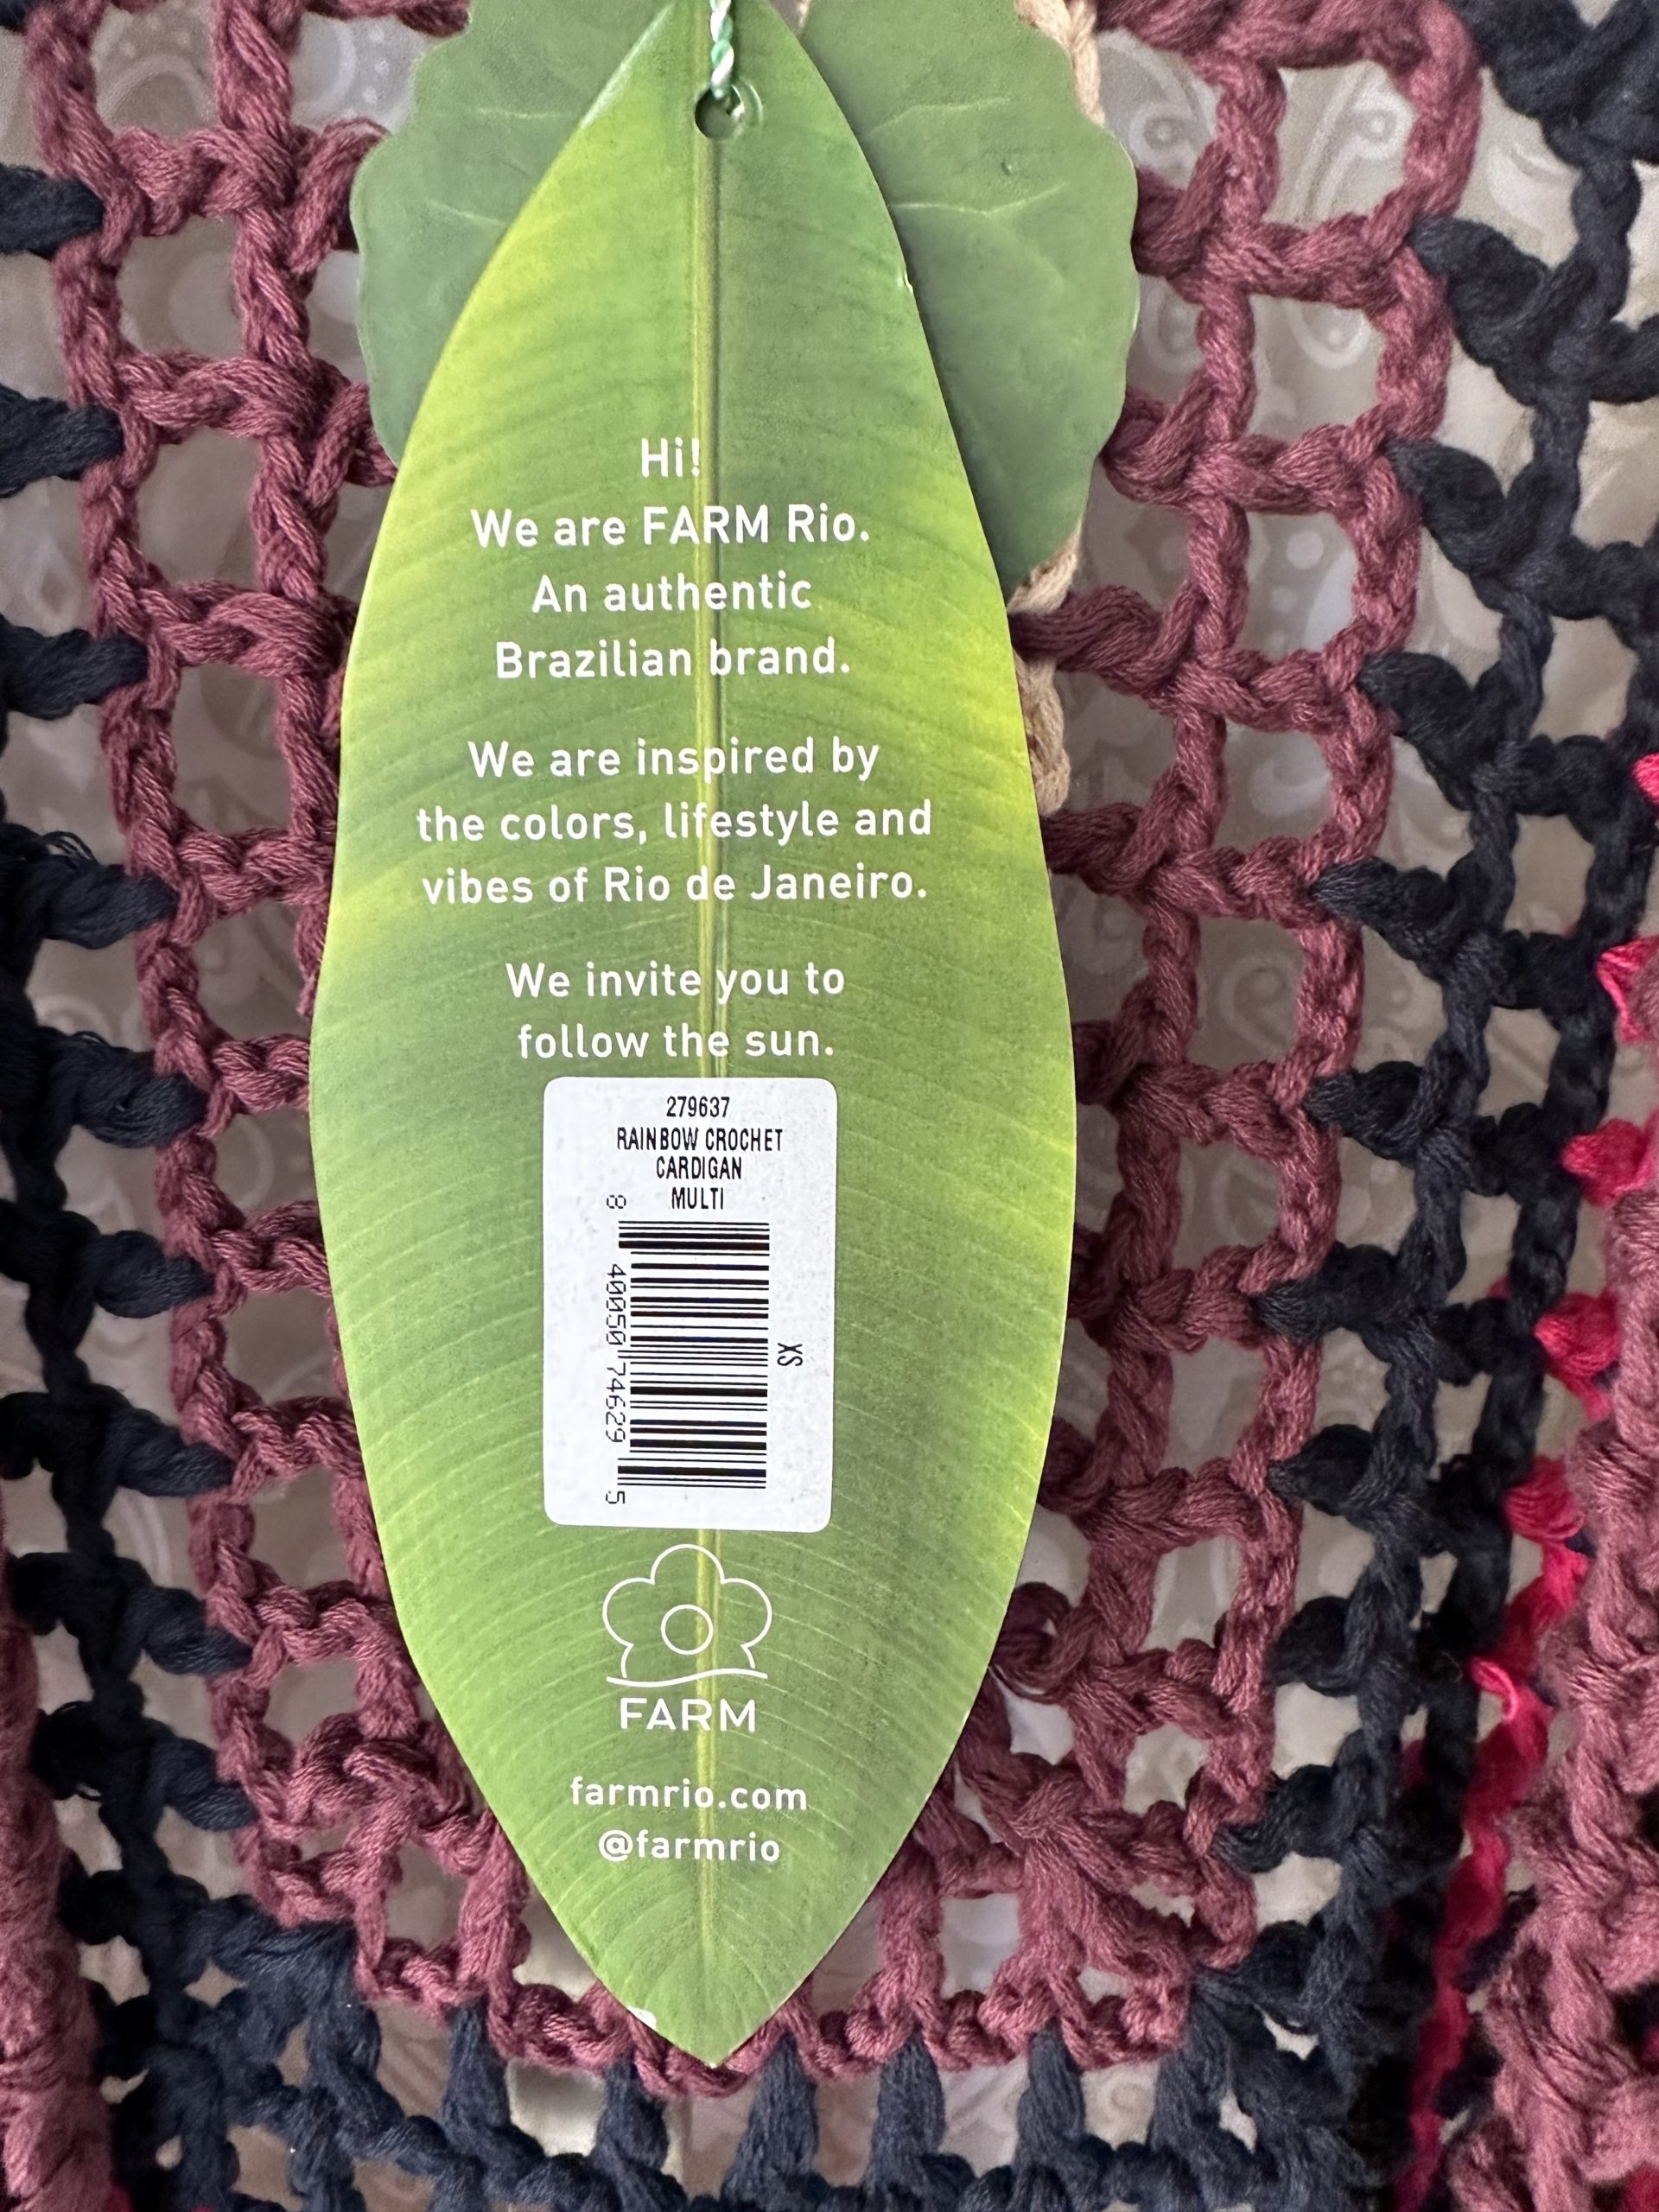 Hi!
We are FARM Rio.
An authentic
Brazilian brand.
We are inspired by
the colors, lifestyle and
vibes of Rio de Janeiro.
We invite you to
follow the sun.
279637
RAINBOW CROCHET
CARDIGAN
MULTI
8 40050 74629 5
XS
FARM
farmrio.com
@farmrio